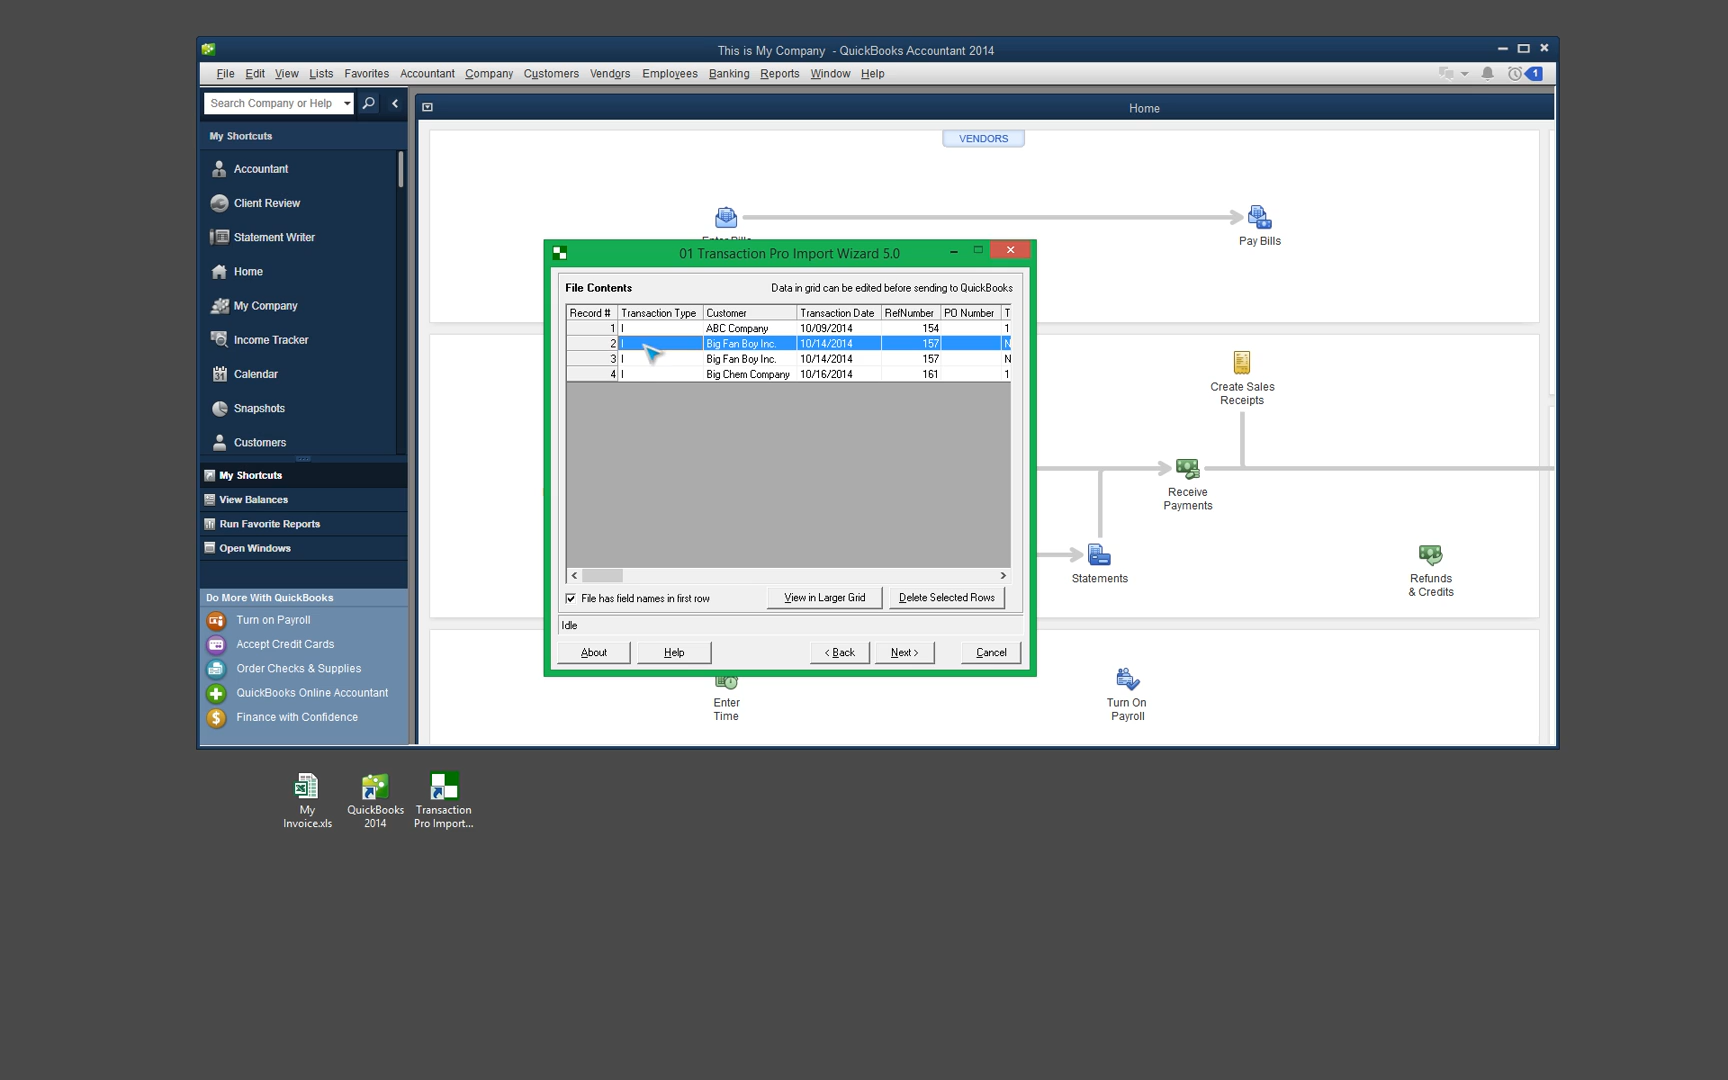 This is My Company - QuickBooks Accountant 2014
File Edit View Lists Favorites Accountant Company Customers Vendors Employees Banking Reports Window Help
1
Search Company or Help
Home
My Shortcuts
Accountant
Client Review
Statement Writer
Home
My Company
Income Tracker
Calendar
Snapshots
Customers
My Shortcuts
View Balances
Run Favorite Reports
Open Windows
Do More With QuickBooks
Turn on Payroll
Accept Credit Cards
Order Checks & Supplies
QuickBooks Online Accountant
Finance with Confidence
VENDORS
Enter Bills
Pay Bills
Create Sales
Receipts
Receive
Payments
Statements
Refunds
& Credits
Enter
Time
Turn On
Payroll
01 Transaction Pro Import Wizard 5.0
File Contents Data in grid can be edited before sending to QuickBooks
Record # Transaction Type Customer Transaction Date RefNumber PO Number T
1 I ABC Company 10/09/2014 154 1
2 I Big Fan Boy Inc. 10/14/2014 157 N
3 I Big Fan Boy Inc. 10/14/2014 157 N
4 I Big Chem Company 10/16/2014 161 1
File has field names in first row View in Larger Grid Delete Selected Rows
Idle
About Help < Back Next > Cancel
My
Invoice.xls
QuickBooks
2014
Transaction
Pro Import...